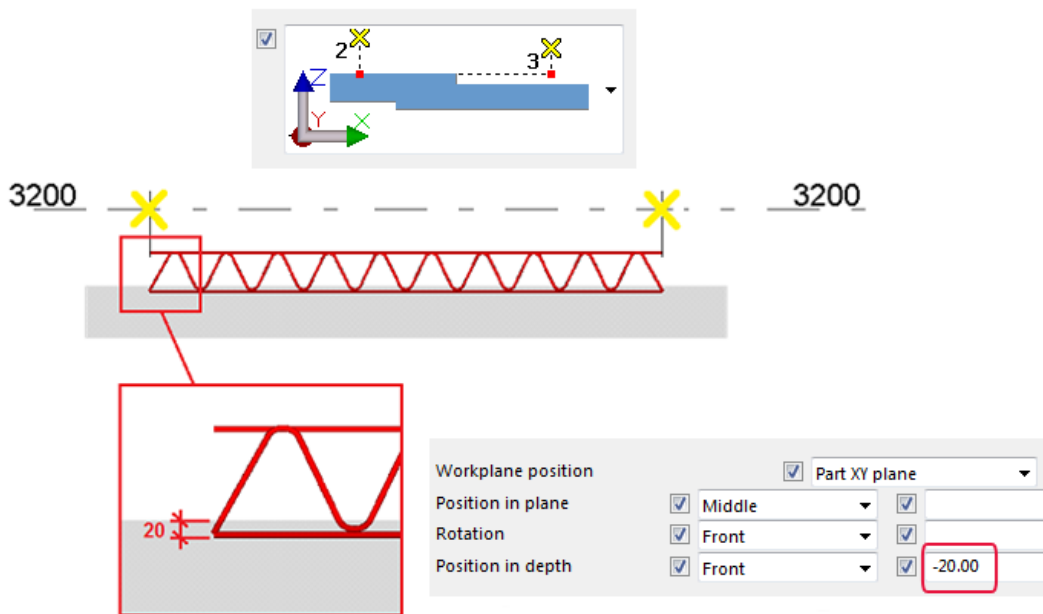 2
3
Z
Y
X
3200
3200
20
Workplane position Part XY plane
Position in plane Middle
Rotation Front
Position in depth Front -20.00